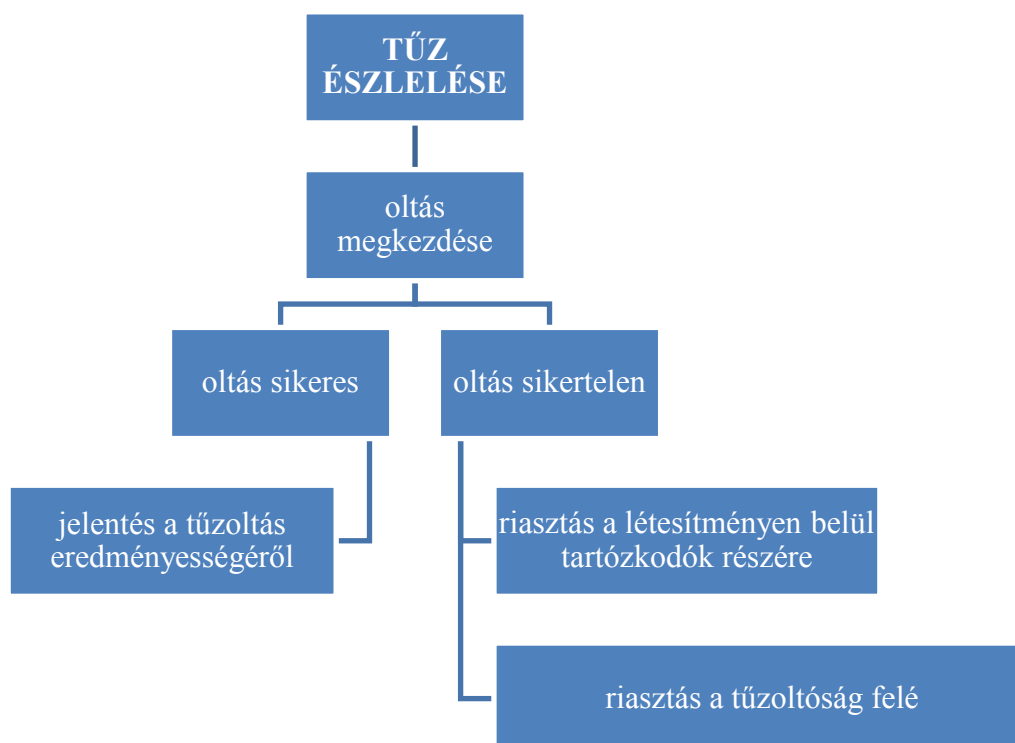 TŰZ
ÉSZLELÉSE
oltás
megkezdése
oltás sikeres
oltás sikertelen
jelentés a tűzoltás
eredményességéről
riasztás a létesítményen belül
tartózkodók részére
riasztás a tűzoltóság felé